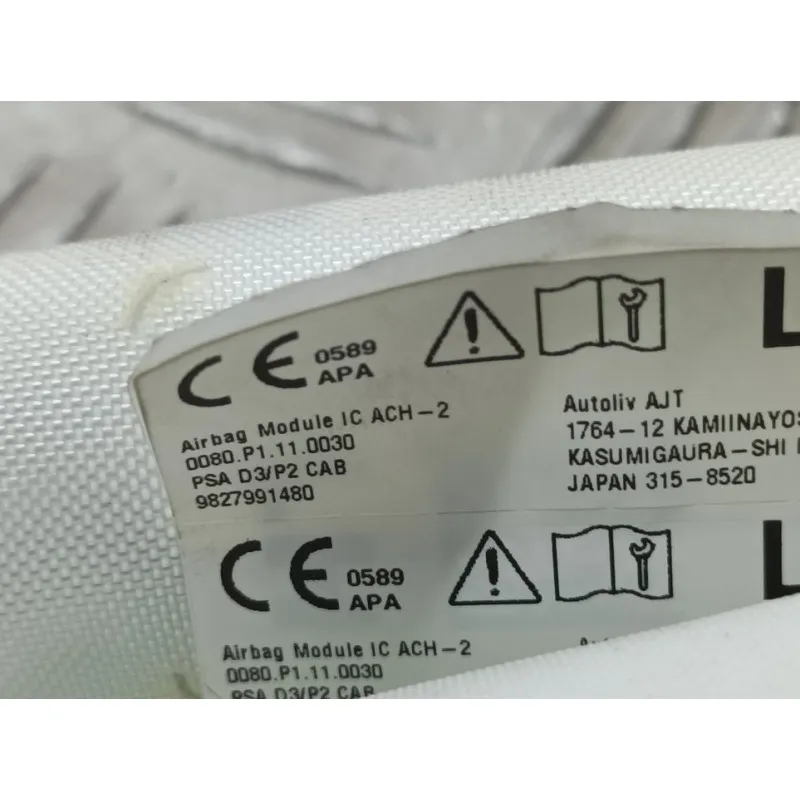 CE 0589
APA
L
Airbag Module IC ACH-2
0080.P1.11.0030
PSA D3/P2 CAB
9827991480
Autoliv AJT
1764-12
KASUMIGAURA-SHI
JAPAN 315-8520
CE 0589
APA
L
Airbag Module IC ACH-2
0080.P1.11.0030
PSA D3/P2 CAB